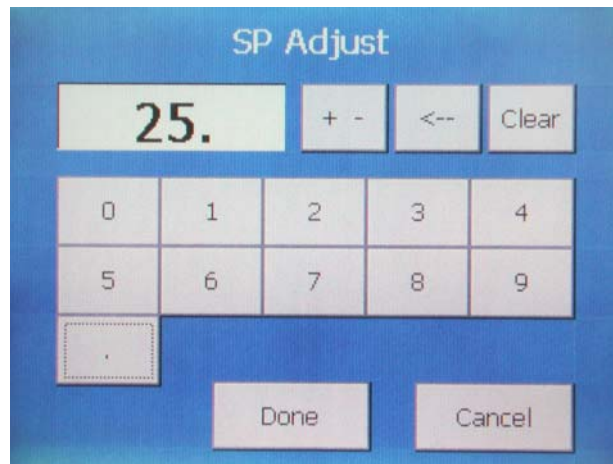 SP Adjust
25. + - <-- Clear
0 1 2 3 4
5 6 7 8 9
.
Done Cancel